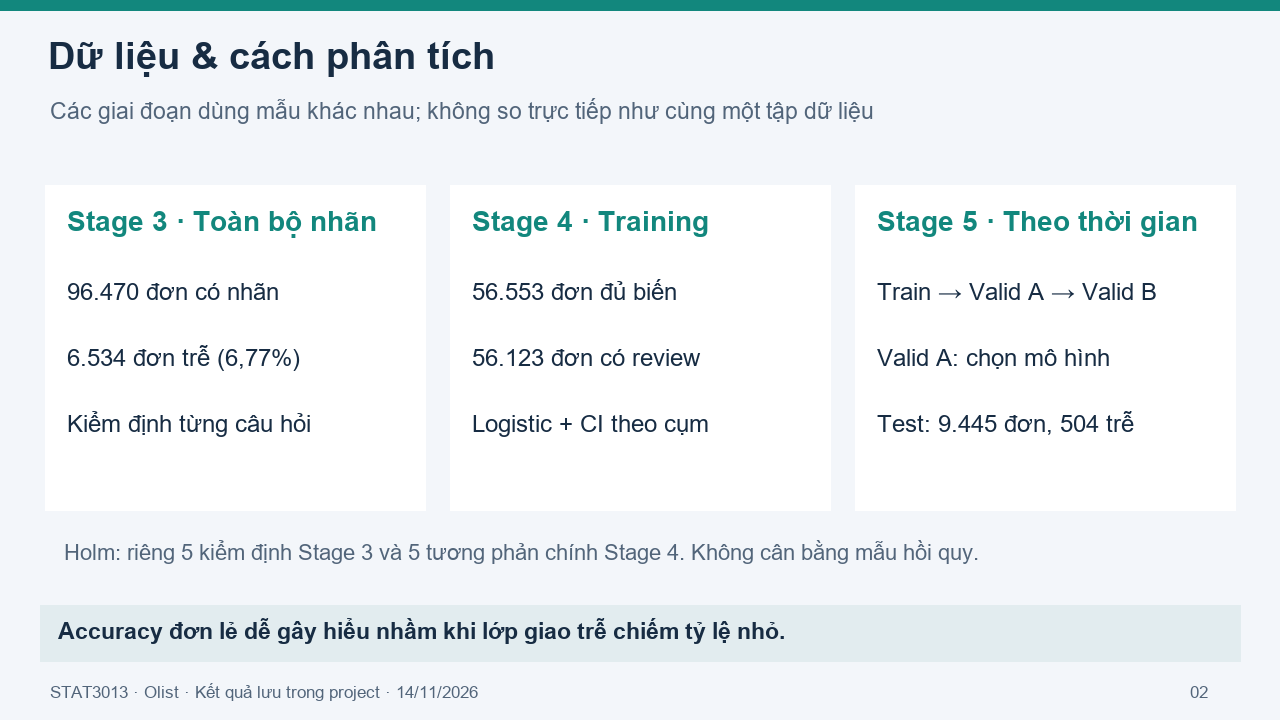 Dữ liệu & cách phân tích
Các giai đoạn dùng mẫu khác nhau; không so trực tiếp như cùng một tập dữ liệu
Stage 3 · Toàn bộ nhãn
96.470 đơn có nhãn
6.534 đơn trễ (6,77%)
Kiểm định từng câu hỏi
Stage 4 · Training
56.553 đơn đủ biến
56.123 đơn có review
Logistic + CI theo cụm
Stage 5 · Theo thời gian
Train → Valid A → Valid B
Valid A: chọn mô hình
Test: 9.445 đơn, 504 trễ
Holm: riêng 5 kiểm định Stage 3 và 5 tương phản chính Stage 4. Không cân bằng mẫu hồi quy.
Accuracy đơn lẻ dễ gây hiểu nhầm khi lớp giao trễ chiếm tỷ lệ nhỏ.
STAT3013 · Olist · Kết quả lưu trong project · 14/11/2026
02